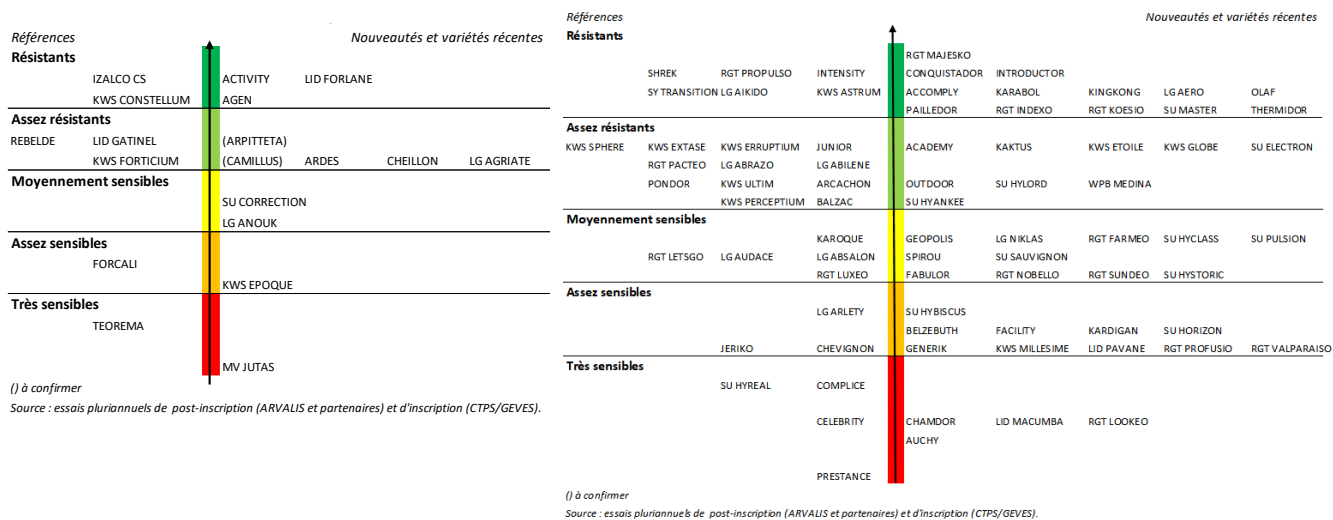 Références Nouveautés et variétés récentes
Résistants
IZALCO CS ACTIVITY LID FORLANE
KWS CONSTELLUM AGEN
Assez résistants
REBELDE LID GATINEL (ARPITTETA)
KWS FORTICIUM (CAMILLUS) ARDES CHEILLON LG AGRIATE
Moyennement sensibles
SU CORRECTION
LG ANOUK
Assez sensibles
FORCALI
KWS EPOQUE
Très sensibles
TEOREMA
MV JUTAS
() à confirmer
Source : essais pluriannuels de post-inscription (ARVALIS et partenaires) et d'inscription (CTPS/GEVES).
Références Nouveautés et variétés récentes
Résistants
RGT MAJESKO
SHREK RGT PROPULSO INTENSITY CONQUISTADOR INTRODUCTOR
SY TRANSITION LG AIKIDO KWS ASTRUM ACCOMPLY KARABOL KINGKONG LG AERO OLAF
PAILLEDOR RGT INDEXO RGT KOESIO SU MASTER THERMIDOR
Assez résistants
KWS SPHERE KWS EXTASE KWS ERRUPTIUM JUNIOR ACADEMY KAKTUS KWS ETOILE KWS GLOBE SU ELECTRON
RGT PACTEO LG ABRAZO LG ABILENE
PONDOR KWS ULTIM ARCACHON OUTDOOR SU HYLORD WPB MEDINA
KWS PERCEPTIUM BALZAC SU HYANKEE
Moyennement sensibles
KAROQUE GEOPOLIS LG NIKLAS RGT FARMEO SU HYCLASS SU PULSION
RGT LETSGO LG AUDACE LG ABSALON SPIROU SU SAUVIGNON
RGT LUXEO FABULOR RGT NOBELLO RGT SUNDEO SU HYSTORIC
Assez sensibles
LG ARLETY SU HYBISCUS
BELZEBUTH FACILITY KARDIGAN SU HORIZON
JERIKO CHEVIGNON GENERIK KWS MILLESIME LID PAVANE RGT PROFUSIO RGT VALPARAISO
Très sensibles
SU HYREAL COMPLICE
CELEBRITY CHAMDOR LID MACUMBA RGT LOOKEO
AUCHY
PRESTANCE
() à confirmer
Source : essais pluriannuels de post-inscription (ARVALIS et partenaires) et d'inscription (CTPS/GEVES).